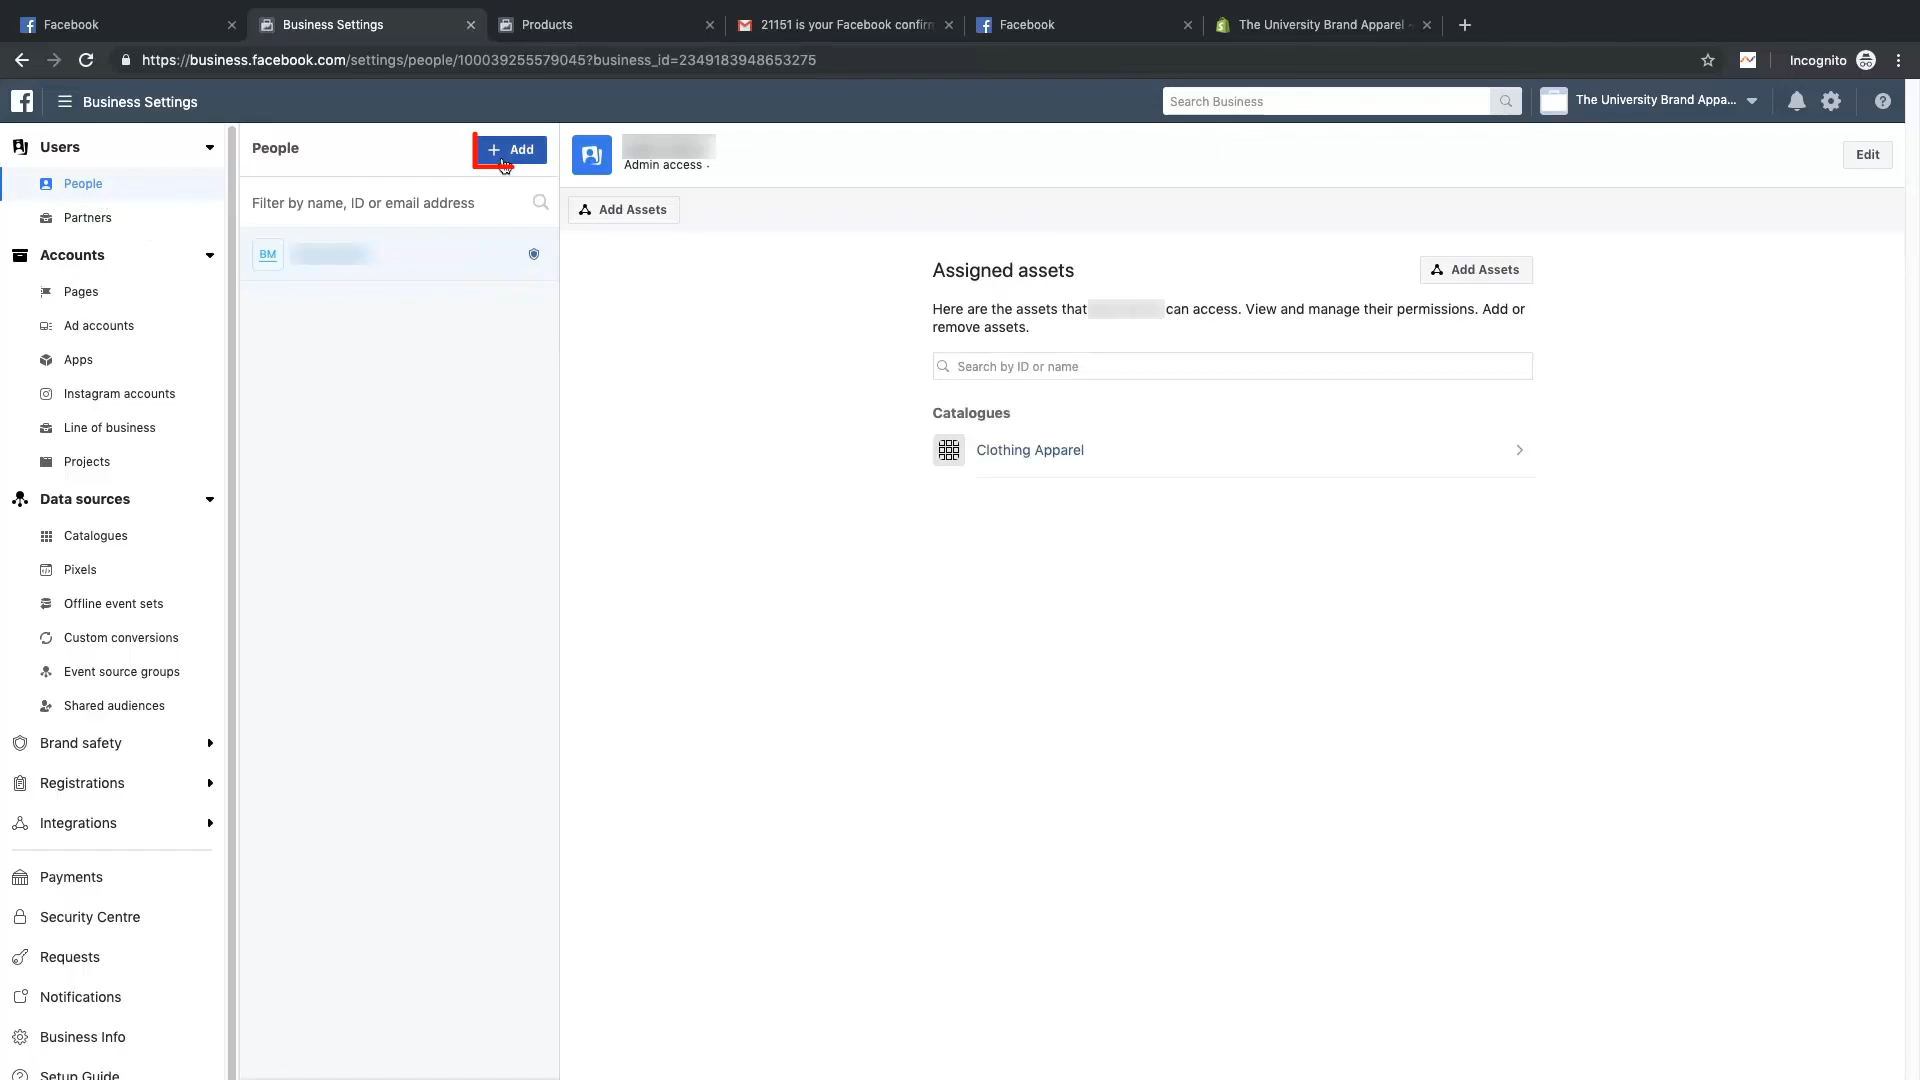 Facebook
Business Settings
Products
21151 is your Facebook confirm
Facebook
The University Brand Apparel
https://business.facebook.com/settings/people/100039255579045?business_id=2349183948653275
Incognito
Business Settings
Search Business
The University Brand Appa...
Users
People
Partners
Accounts
Pages
Ad accounts
Apps
Instagram accounts
Line of business
Projects
Data sources
Catalogues
Pixels
Offline event sets
Custom conversions
Event source groups
Shared audiences
Brand safety
Registrations
Integrations
Payments
Security Centre
Requests
Notifications
Business Info
Setup Guide
People
+ Add
Filter by name, ID or email address
BM
Admin access ·
Edit
Add Assets
Assigned assets
Add Assets
Here are the assets that can access. View and manage their permissions. Add or
remove assets.
Search by ID or name
Catalogues
Clothing Apparel